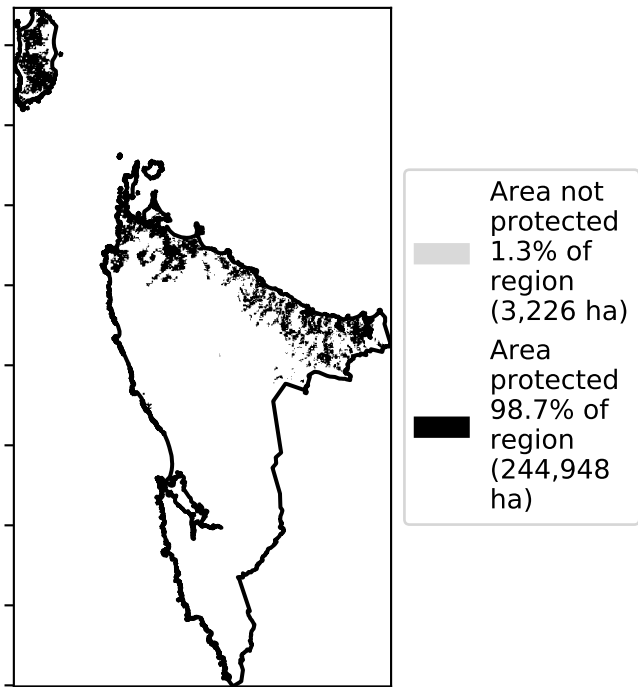 Area not
protected
1.3% of
region
(3,226 ha)
Area
protected
98.7% of
region
(244,948
ha)